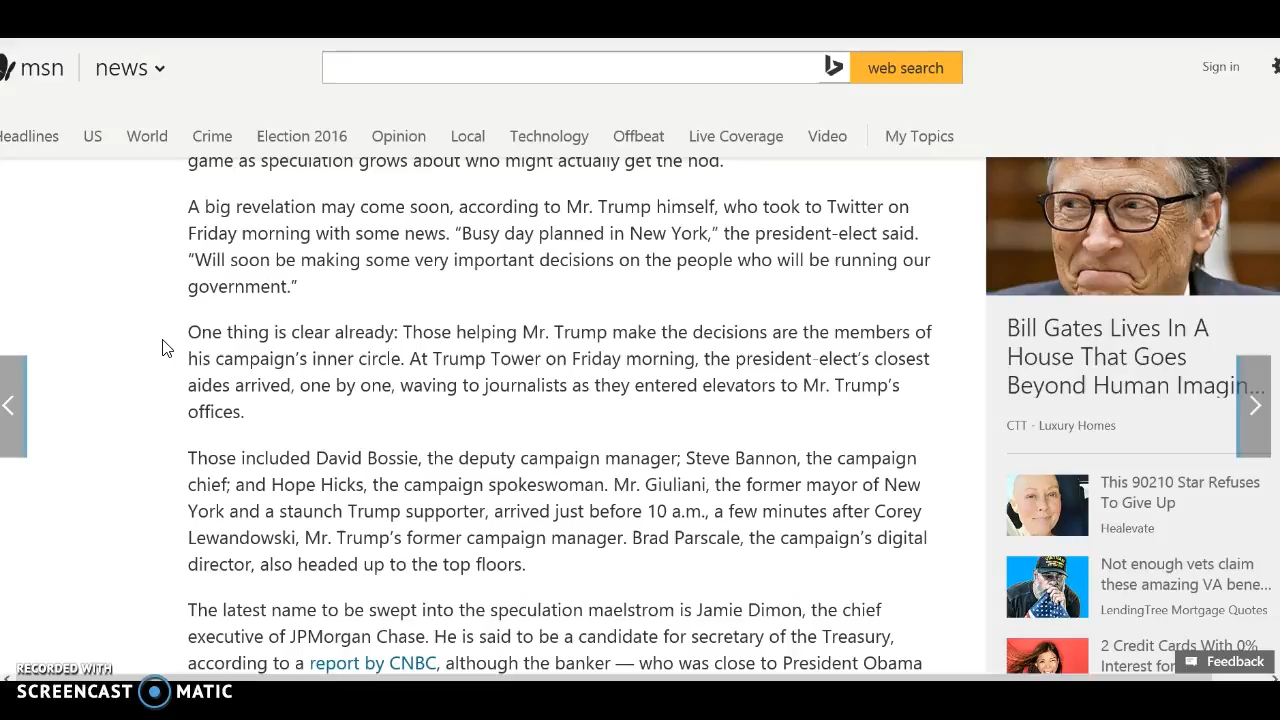 msn news
web search
Sign in
Headlines US World Crime Election 2016 Opinion Local Technology Offbeat Live Coverage Video My Topics
game as speculation grows about who might actually get the nod.
A big revelation may come soon, according to Mr. Trump himself, who took to Twitter on
Friday morning with some news. “Busy day planned in New York,” the president-elect said.
“Will soon be making some very important decisions on the people who will be running our
government.”
One thing is clear already: Those helping Mr. Trump make the decisions are the members of
his campaign’s inner circle. At Trump Tower on Friday morning, the president-elect’s closest
aides arrived, one by one, waving to journalists as they entered elevators to Mr. Trump’s
offices.
Those included David Bossie, the deputy campaign manager; Steve Bannon, the campaign
chief; and Hope Hicks, the campaign spokeswoman. Mr. Giuliani, the former mayor of New
York and a staunch Trump supporter, arrived just before 10 a.m., a few minutes after Corey
Lewandowski, Mr. Trump’s former campaign manager. Brad Parscale, the campaign’s digital
director, also headed up to the top floors.
The latest name to be swept into the speculation maelstrom is Jamie Dimon, the chief
executive of JPMorgan Chase. He is said to be a candidate for secretary of the Treasury,
according to a report by CNBC, although the banker — who was close to President Obama
Bill Gates Lives In A
House That Goes
Beyond Human Imagin...
CTT - Luxury Homes
This 90210 Star Refuses
To Give Up
Healevate
Not enough vets claim
these amazing VA bene...
LendingTree Mortgage Quotes
2 Credit Cards With 0%
Interest for
Feedback
RECORDED WITH
SCREENCAST MATIC